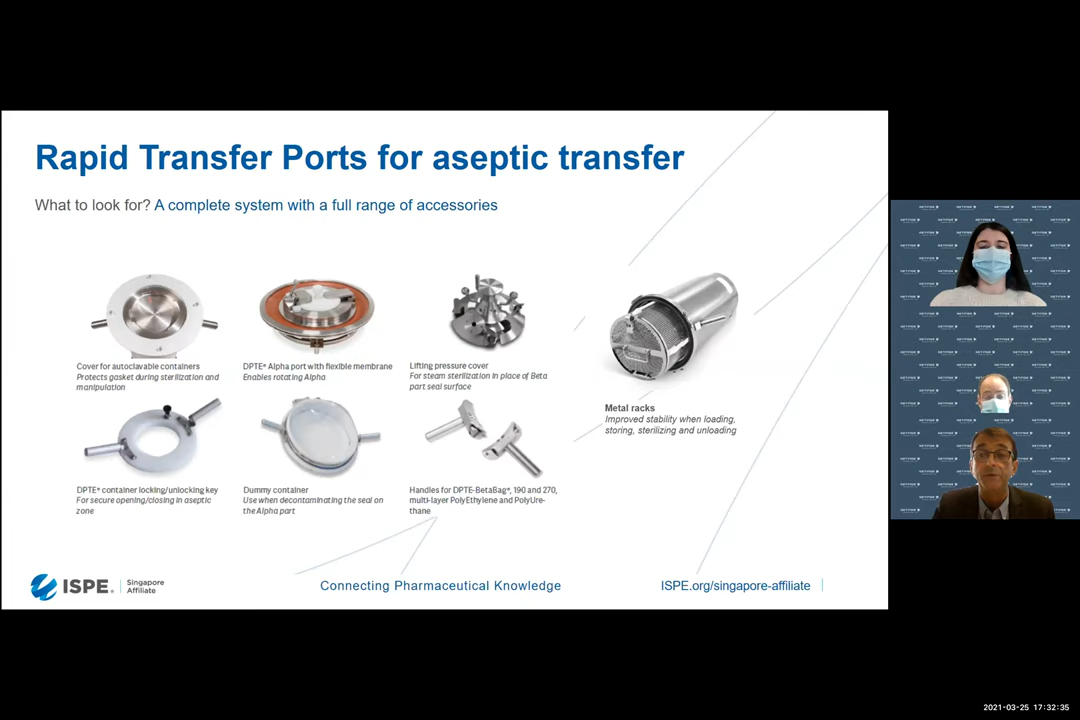 Rapid Transfer Ports for aseptic transfer
What to look for? A complete system with a full range of accessories
Cover for autoclavable containers
Protects gasket during sterilization and
manipulation
DPTE® Alpha port with flexible membrane
Enables rotating Alpha
Lifting pressure cover
For steam sterilization in place of Beta
part seal surface
Metal racks
Improved stability when loading,
storing, sterilizing and unloading
DPTE® container locking/unlocking key
For secure opening/closing in aseptic
zone
Dummy container
Use when decontaminating the seal on
the Alpha part
Handles for DPTE-BetaBag®, 190 and 270,
multi-layer PolyEthylene and PolyUre-
thane
ISPE®
Singapore
Affiliate
Connecting Pharmaceutical Knowledge
ISPE.org/singapore-affiliate
2021-03-25 17:32:35